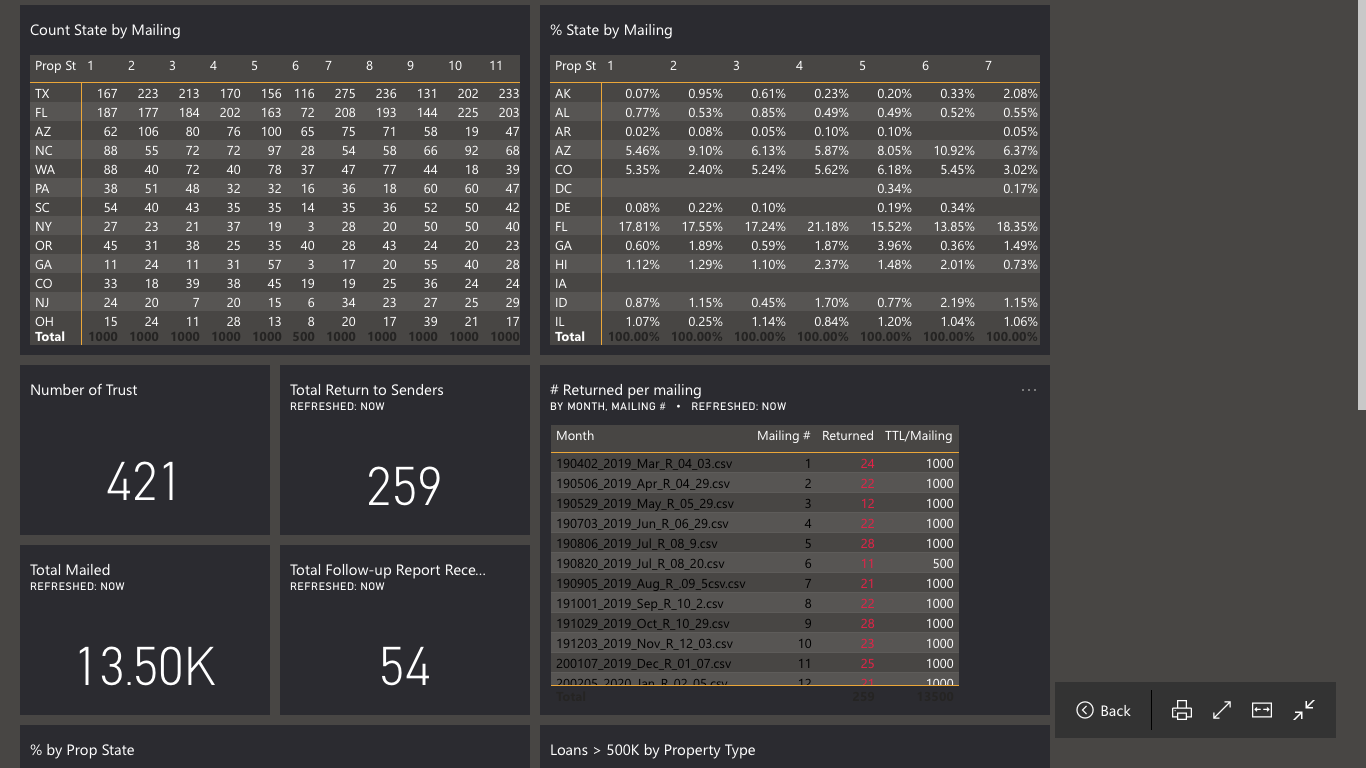 Count State by Mailing
Prop St 1 2 3 4 5 6 7 8 9 10 11
TX 167 223 213 170 156 116 275 236 131 202 233
FL 187 177 184 202 163 72 208 193 144 225 203
AZ 62 106 80 76 100 65 75 71 58 19 47
NC 88 55 72 72 97 28 54 58 66 92 68
WA 88 40 72 40 78 37 47 77 44 18 39
PA 38 51 48 32 32 16 36 18 60 60 47
SC 54 40 43 35 35 14 35 36 52 50 42
NY 27 23 21 37 19 3 28 20 50 50 40
OR 45 31 38 25 35 40 28 43 24 20 23
GA 11 24 11 31 57 3 17 20 55 40 28
CO 33 18 39 38 45 19 19 25 36 24 24
NJ 24 20 7 20 15 6 34 23 27 25 29
OH 15 24 11 28 13 8 20 17 39 21 17
Total 1000 1000 1000 1000 1000 500 1000 1000 1000 1000 1000
% State by Mailing
Prop St 1 2 3 4 5 6 7
AK 0.07% 0.95% 0.61% 0.23% 0.20% 0.33% 2.08%
AL 0.77% 0.53% 0.85% 0.49% 0.49% 0.52% 0.55%
AR 0.02% 0.08% 0.05% 0.10% 0.10% 0.05%
AZ 5.46% 9.10% 6.13% 5.87% 8.05% 10.92% 6.37%
CO 5.35% 2.40% 5.24% 5.62% 6.18% 5.45% 3.02%
DC 0.34% 0.17%
DE 0.08% 0.22% 0.10% 0.19% 0.34%
FL 17.81% 17.55% 17.24% 21.18% 15.52% 13.85% 18.35%
GA 0.60% 1.89% 0.59% 1.87% 3.96% 0.36% 1.49%
HI 1.12% 1.29% 1.10% 2.37% 1.48% 2.01% 0.73%
IA
ID 0.87% 1.15% 0.45% 1.70% 0.77% 2.19% 1.15%
IL 1.07% 0.25% 1.14% 0.84% 1.20% 1.04% 1.06%
Total 100.00% 100.00% 100.00% 100.00% 100.00% 100.00% 100.00%
Number of Trust
421
Total Return to Senders
REFRESHED: NOW
259
# Returned per mailing
BY MONTH, MAILING # • REFRESHED: NOW
Month Mailing # Returned TTL/Mailing
190402_2019_Mar_R_04_03.csv 1 24 1000
190506_2019_Apr_R_04_29.csv 2 22 1000
190529_2019_May_R_05_29.csv 3 12 1000
190703_2019_Jun_R_06_29.csv 4 22 1000
190806_2019_Jul_R_08_9.csv 5 28 1000
190820_2019_Jul_R_08_20.csv 6 11 500
190905_2019_Aug_R_.09_5csv.csv 7 21 1000
191001_2019_Sep_R_10_2.csv 8 22 1000
191029_2019_Oct_R_10_29.csv 9 28 1000
191203_2019_Nov_R_12_03.csv 10 23 1000
200107_2019_Dec_R_01_07.csv 11 25 1000
200205_2020_Jan_R_02_05.csv 12 21 1000
Total 259 13500
Total Mailed
REFRESHED: NOW
13.50K
Total Follow-up Report Rece...
REFRESHED: NOW
54
Back
% by Prop State
Loans > 500K by Property Type